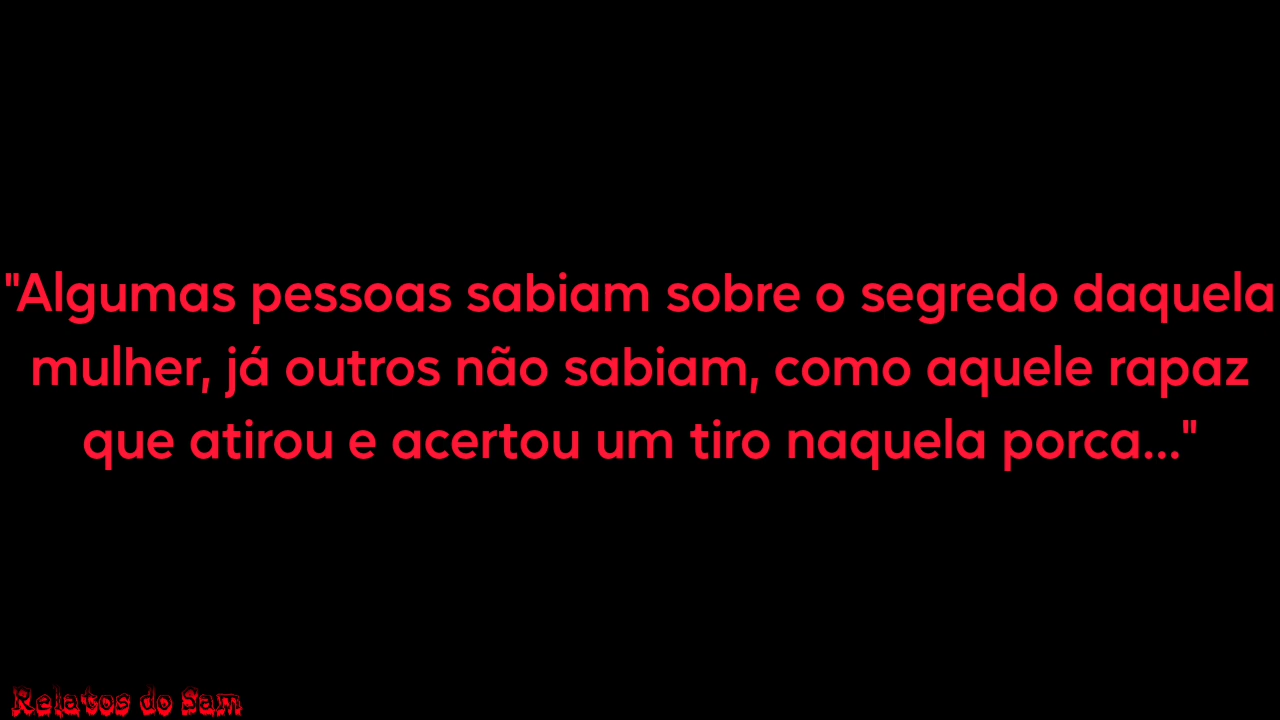 "Algumas pessoas sabiam sobre o segredo daquela
mulher, já outros não sabiam, como aquele rapaz
que atirou e acertou um tiro naquela porca..."
Relatos do Sam